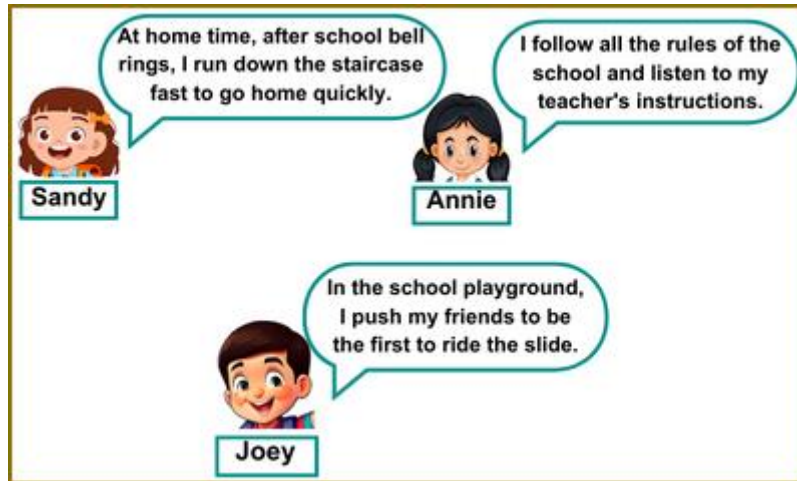 At home time, after school bell
rings, I run down the staircase
fast to go home quickly.
Sandy
I follow all the rules of the
school and listen to my
teacher's instructions.
Annie
In the school playground,
I push my friends to be
the first to ride the slide.
Joey